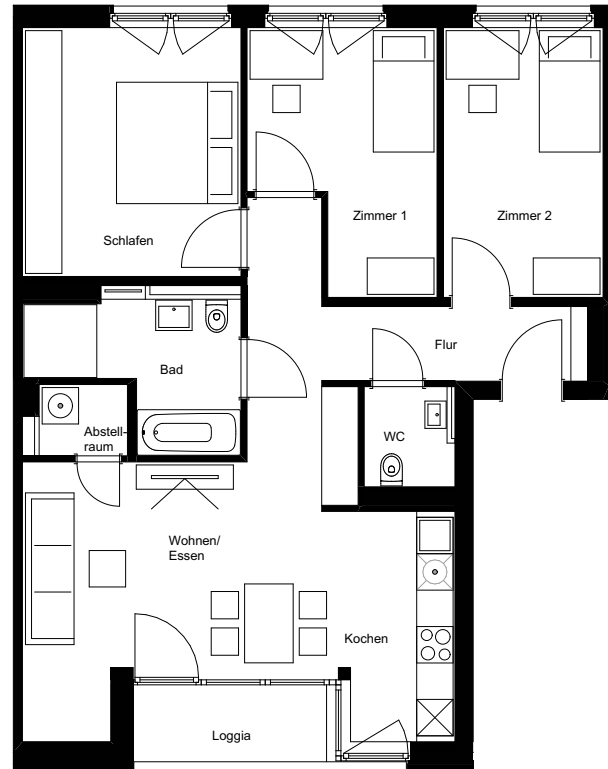 Zimmer 1
Zimmer 2
Schlafen
Flur
Bad
Abstell-
raum
WC
Wohnen/
Essen
Kochen
Loggia